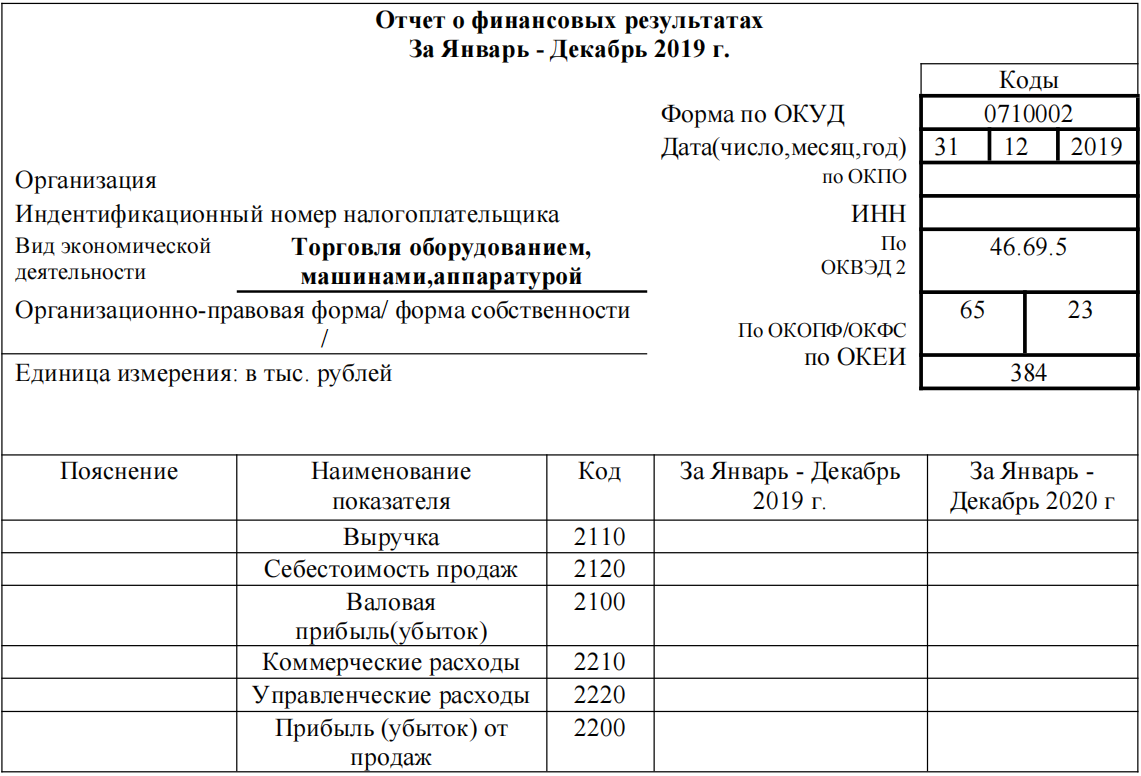 Отчет о финансовых результатах
За Январь - Декабрь 2019 г.
Коды
Форма по ОКУД 0710002
Дата(число,месяц,год) 31 12 2019
Организация по ОКПО
Индентификационный номер налогоплательщика ИНН
Вид экономической деятельности
Торговля оборудованием,
машинами,аппаратурой
По
ОКВЭД 2
46.69.5
Организационно-правовая форма/ форма собственности
/
По ОКОПФ/ОКФС 65 23
по ОКЕИ 384
Единица измерения: в тыс. рублей
Пояснение
Наименование
показателя
Код
За Январь - Декабрь
2019 г.
За Январь -
Декабрь 2020 г
Выручка 2110
Себестоимость продаж 2120
Валовая
прибыль(убыток)
2100
Коммерческие расходы 2210
Управленческие расходы 2220
Прибыль (убыток) от
продаж
2200